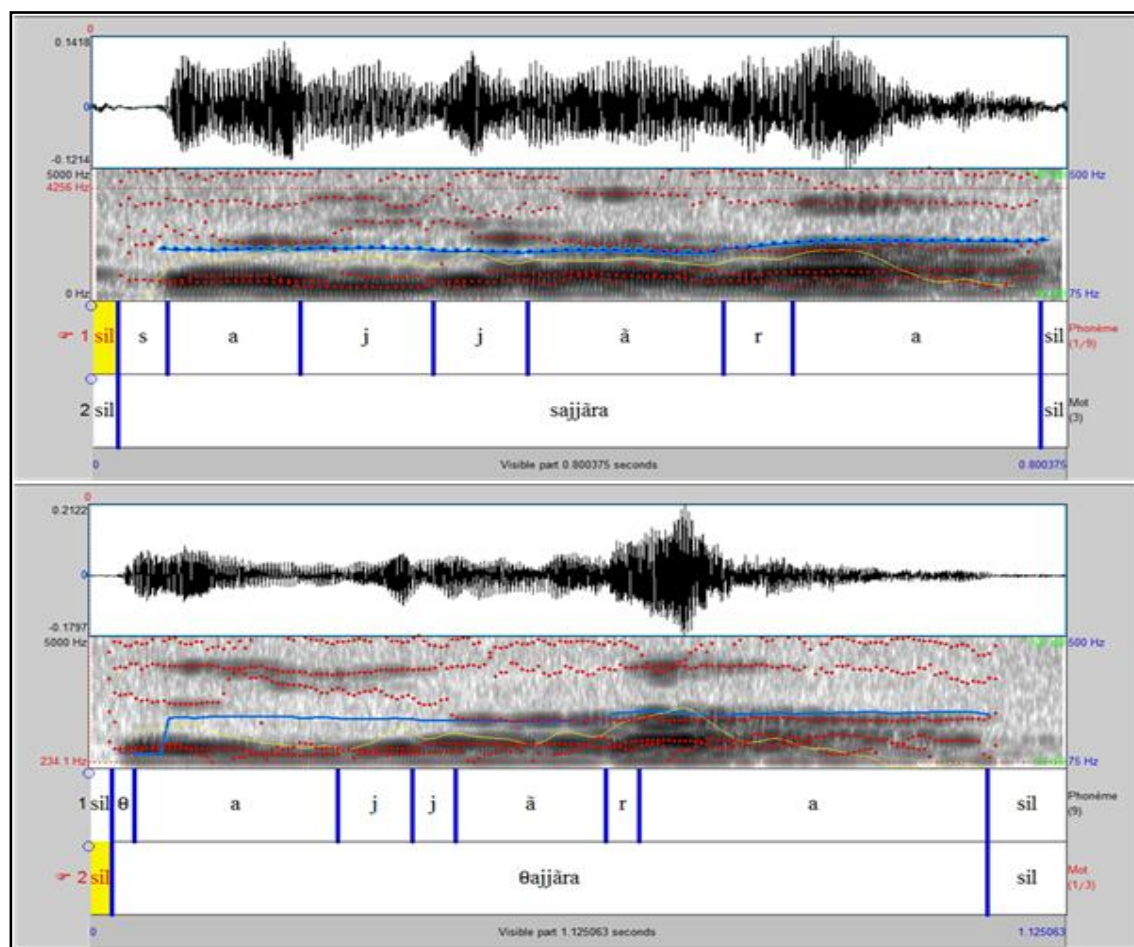 0
0.1418
0
-0.1214
5000 Hz
4256 Hz
500 Hz
0 Hz
75 Hz
☞ 1 sil s a j j ã r a sil Phonème (1/9)
2 sil sajjãra sil Mot (3)
0 Visible part 0.800375 seconds 0.800375
0
0.2122
0
-0.1797
5000 Hz
500 Hz
234.1 Hz
75 Hz
1 sil θ a j j ã r a sil Phonème (9)
☞ 2 sil θajjãra sil Mot (1/3)
0 Visible part 1.125063 seconds 1.125063